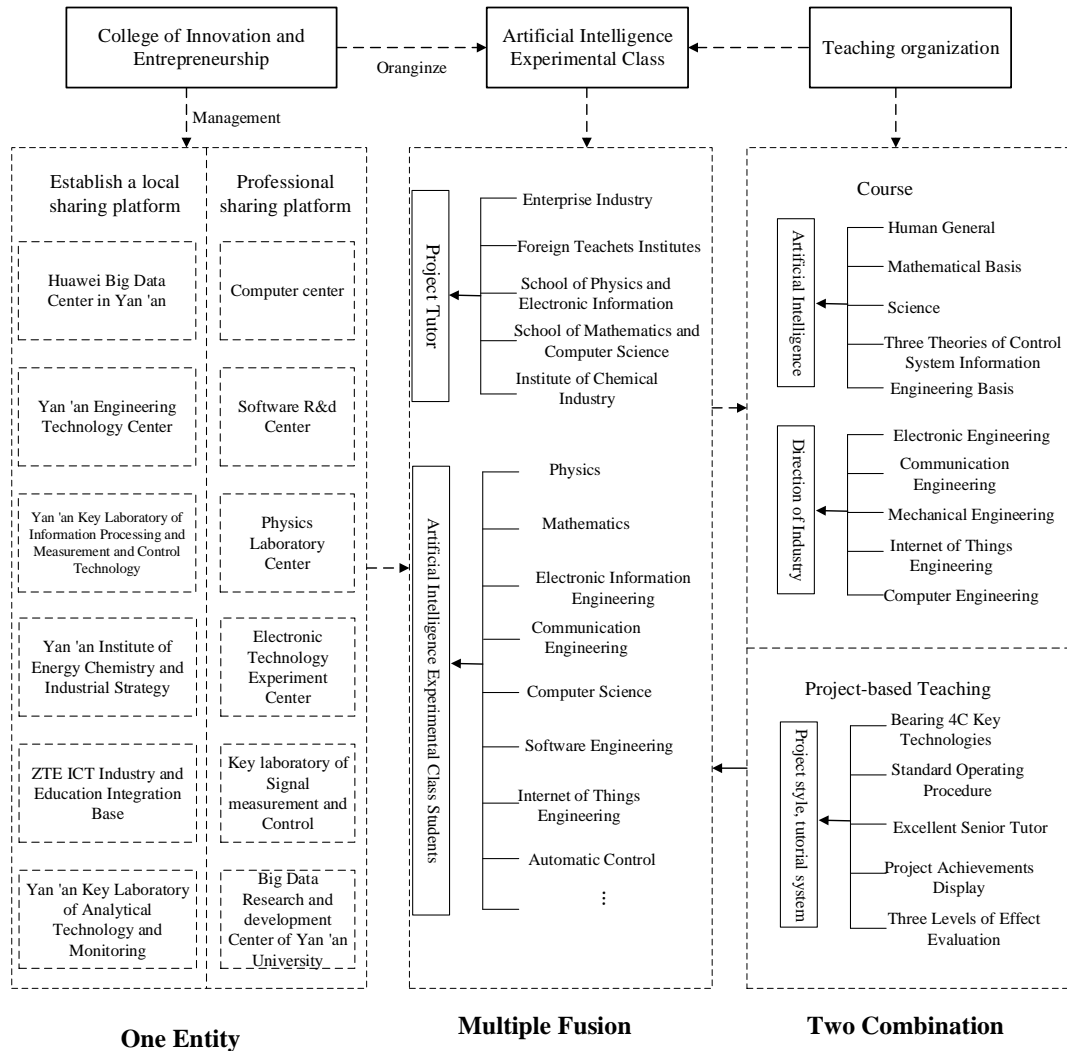 College of Innovation and
Entrepreneurship
Oranginze
Artificial Intelligence
Experimental Class
Teaching organization
Management
Establish a local
sharing platform
Huawei Big Data
Center in Yan 'an
Yan 'an Engineering
Technology Center
Yan 'an Key Laboratory of
Information Processing and
Measurement and Control
Technology
Yan 'an Institute of
Energy Chemistry and
Industrial Strategy
ZTE ICT Industry and
Education Integration
Base
Yan 'an Key Laboratory
of Analytical
Technology and
Monitoring
Professional
sharing platform
Computer center
Software R&d
Center
Physics
Laboratory
Center
Electronic
Technology
Experiment
Center
Key laboratory of
Signal
measurement and
Control
Big Data
Research and
development
Center of Yan 'an
University
One Entity
Project Tutor
Enterprise Industry
Foreign Teachets Institutes
School of Physics and
Electronic Information
School of Mathematics and
Computer Science
Institute of Chemical
Industry
Artificial Intelligence Experimental Class Students
Physics
Mathematics
Electronic Information
Engineering
Communication
Engineering
Computer Science
Software Engineering
Internet of Things
Engineering
Automatic Control
...
Multiple Fusion
Course
Artificial Intelligence
Human General
Mathematical Basis
Science
Three Theories of Control
System Information
Engineering Basis
Direction of Industry
Electronic Engineering
Communication
Engineering
Mechanical Engineering
Internet of Things
Engineering
Computer Engineering
Project-based Teaching
Project style, tutorial system
Bearing 4C Key
Technologies
Standard Operating
Procedure
Excellent Senior Tutor
Project Achievements
Display
Three Levels of Effect
Evaluation
Two Combination